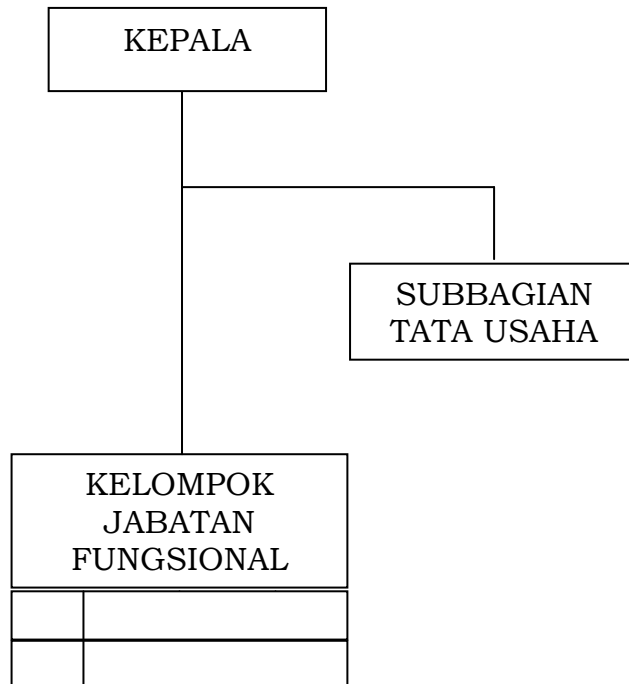 KEPALA
SUBBAGIAN
TATA USAHA
KELOMPOK
JABATAN
FUNGSIONAL